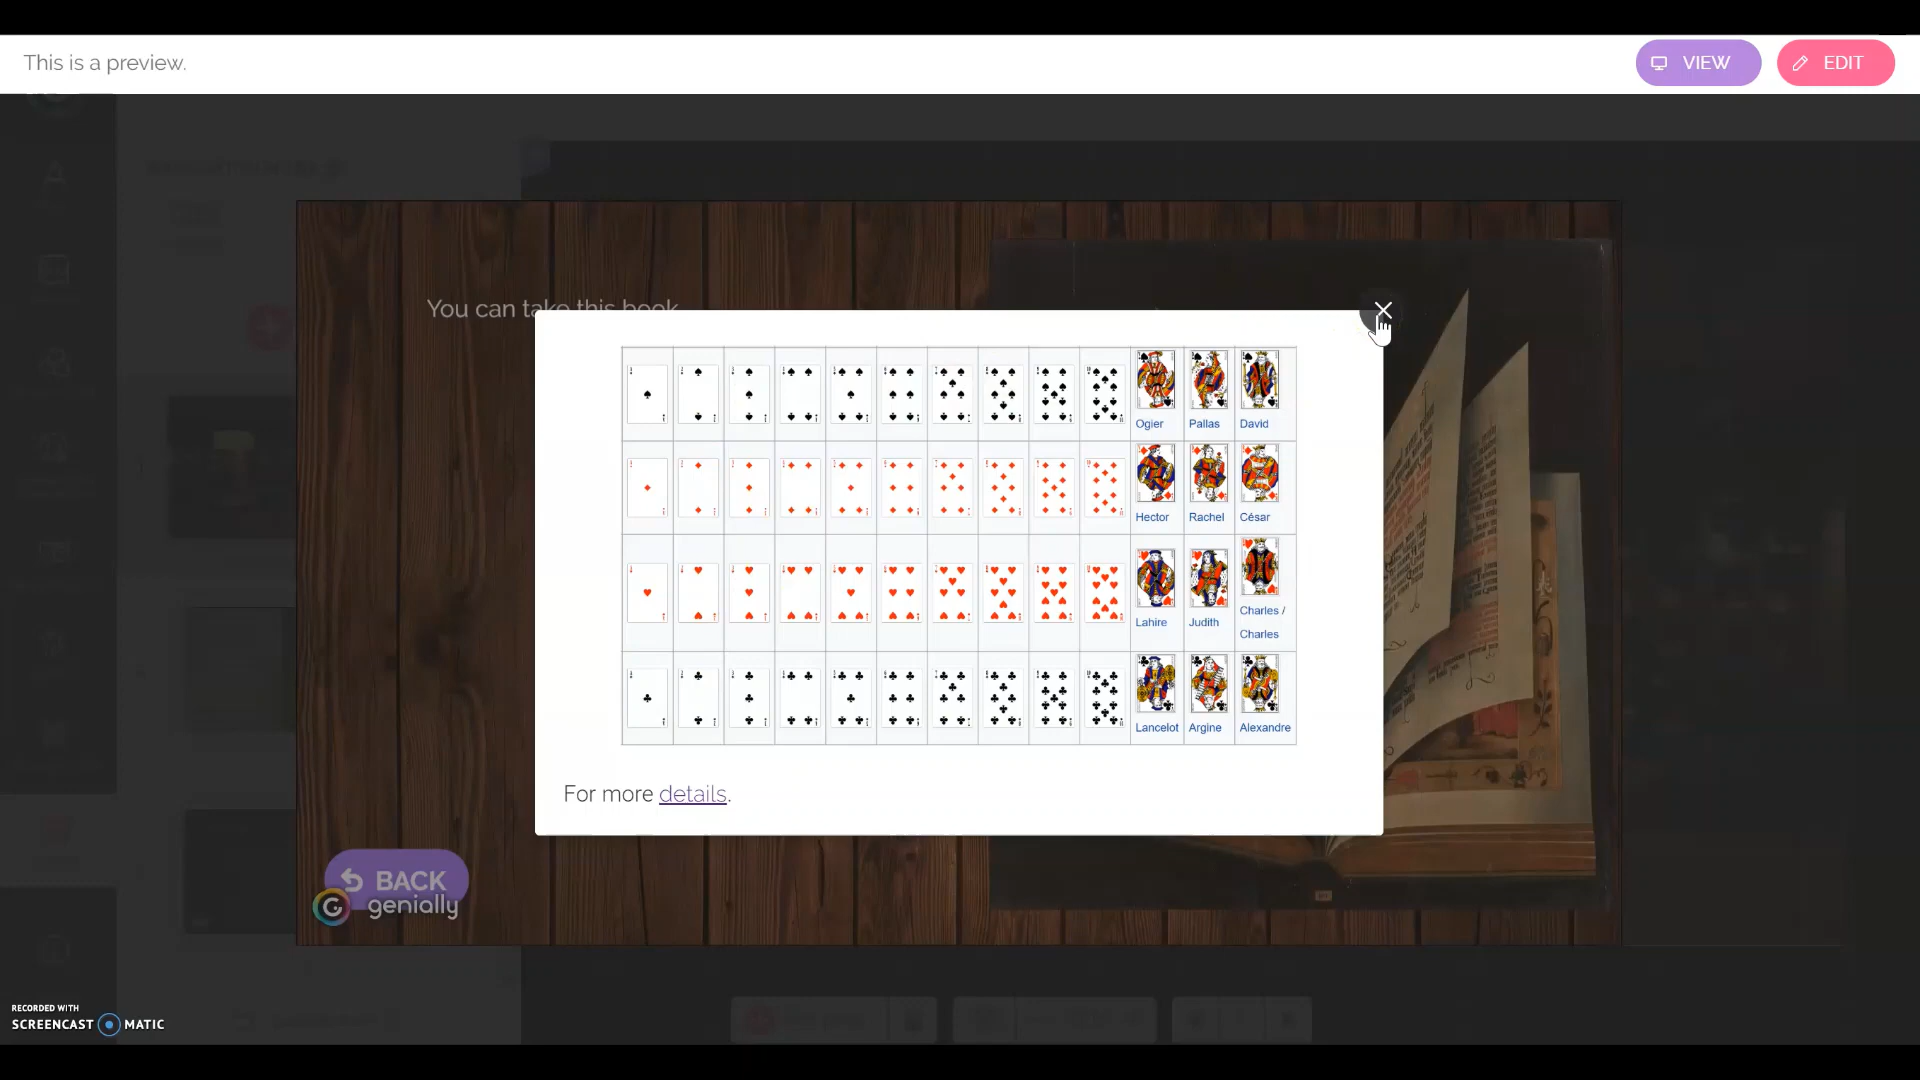 This is a preview.
VIEW
EDIT
You can take this book
Ogier
Pallas
David
Hector
Rachel
César
Lahire
Judith
Charles /
Charles
Lancelot
Argine
Alexandre
For more details.
BACK
genially
RECORDED WITH
SCREENCAST MATIC